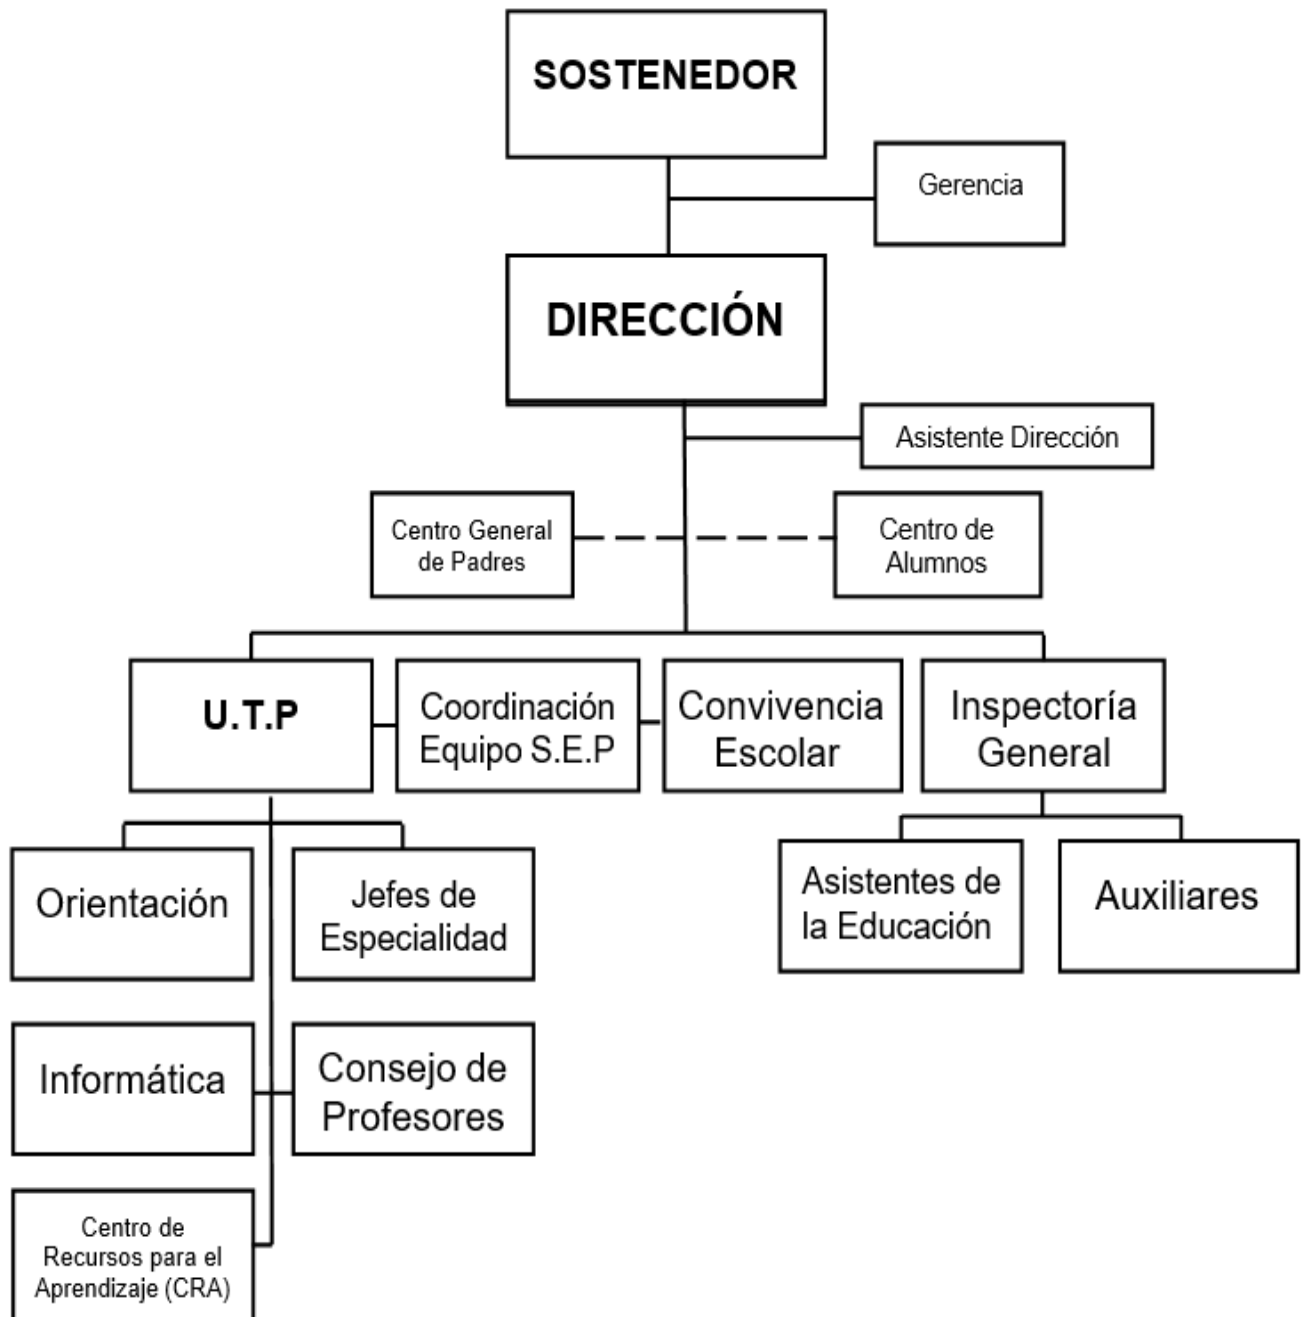 SOSTENEDOR
Gerencia
DIRECCIÓN
Asistente Dirección
Centro General
de Padres
Centro de
Alumnos
U.T.P
Coordinación
Equipo S.E.P
Convivencia
Escolar
Inspectoría
General
Orientación
Jefes de
Especialidad
Asistentes de
la Educación
Auxiliares
Informática
Consejo de
Profesores
Centro de
Recursos para el
Aprendizaje (CRA)